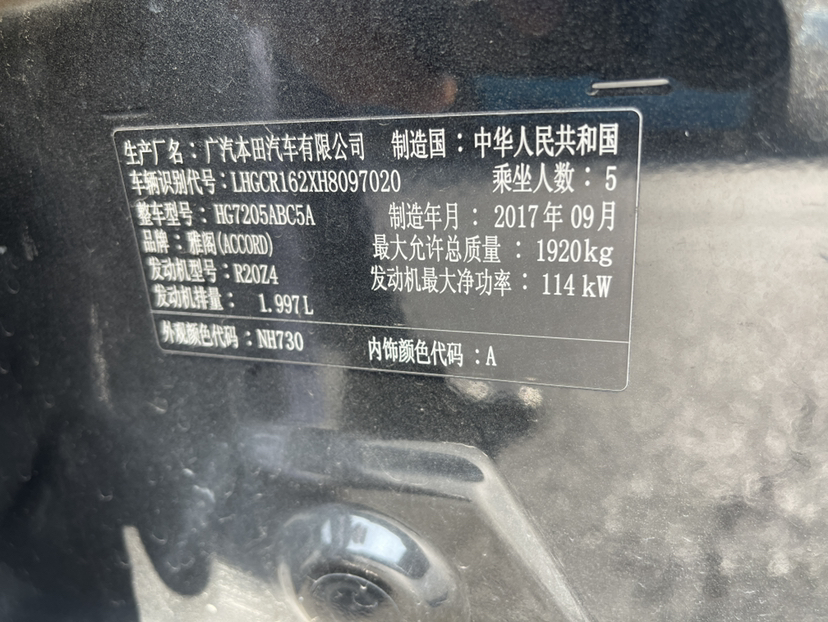 生产厂名：广汽本田汽车有限公司 制造国：中华人民共和国
车辆识别代号：LHGCR162XH8097020 乘坐人数：5
整车型号：HG7205ABC5A 制造年月：2017年09月
品牌：雅阁(ACCORD) 最大允许总质量：1920kg
发动机型号：R20Z4 发动机最大净功率：114kW
发动机排量：1.997L
外观颜色代码：NH730 内饰颜色代码：A